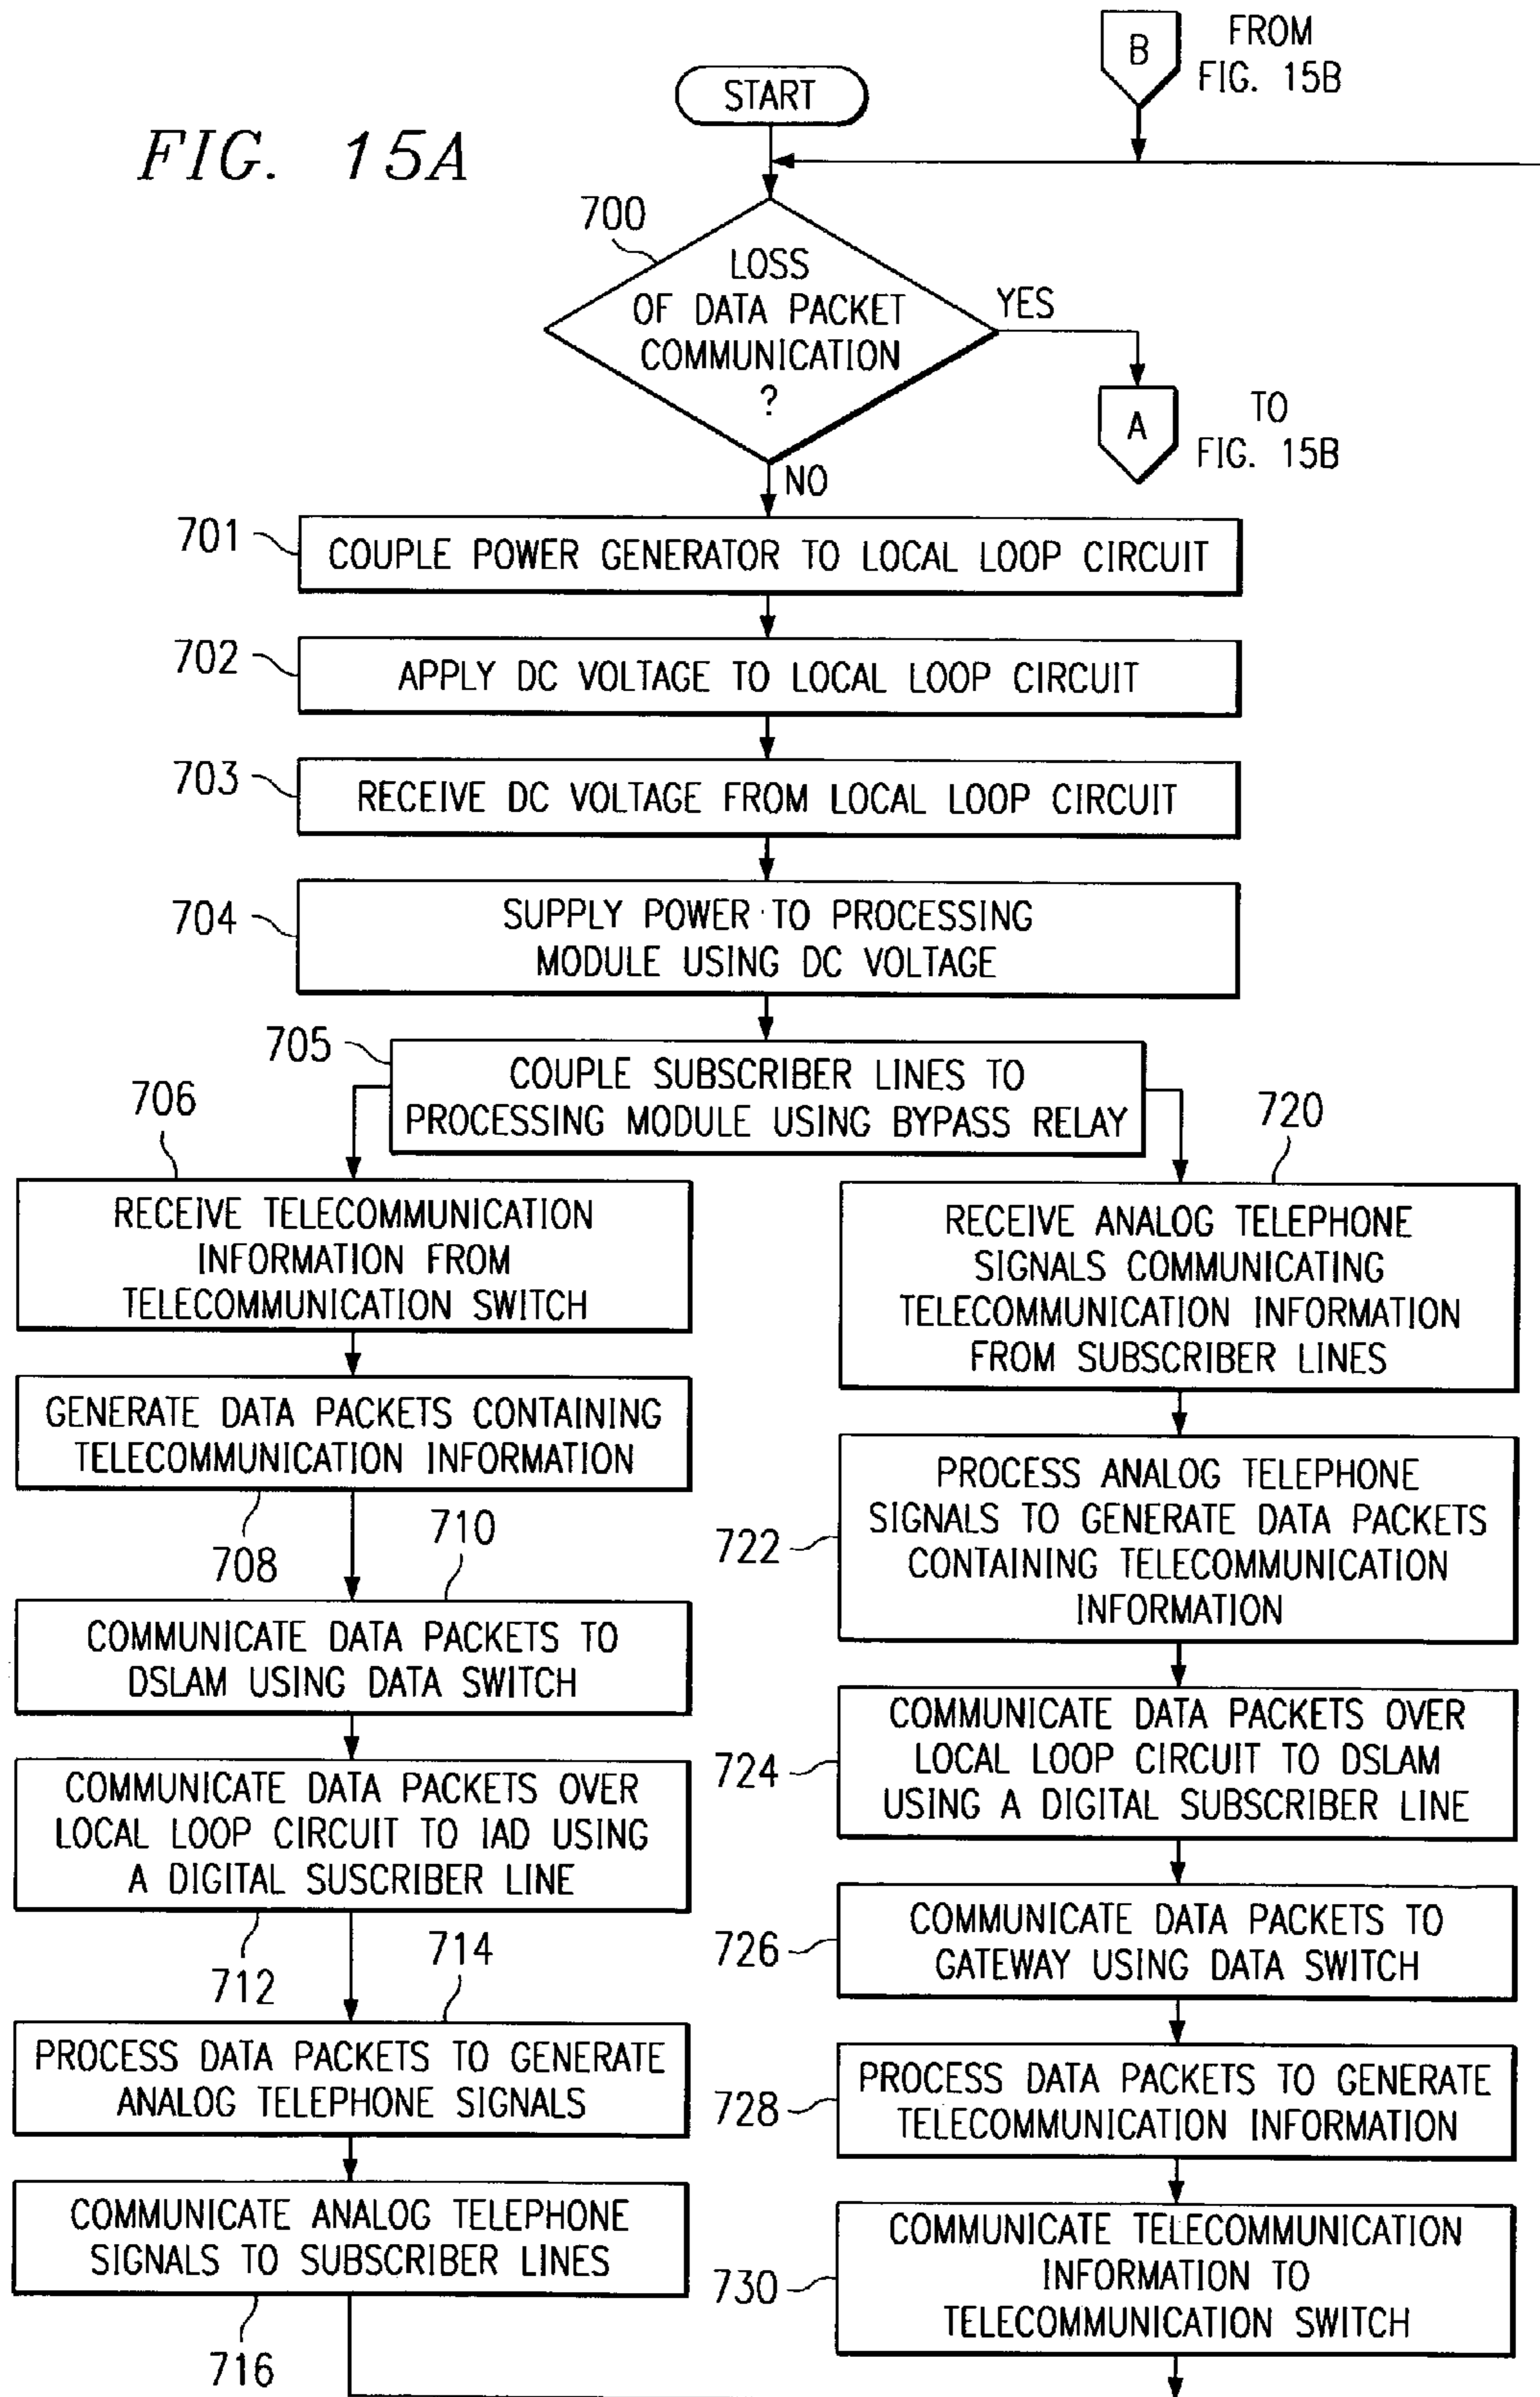 FIG. 15A
START
B
FROM
FIG. 15B
700
LOSS
OF DATA PACKET
COMMUNICATION
?
YES
A
TO
FIG. 15B
NO
701
COUPLE POWER GENERATOR TO LOCAL LOOP CIRCUIT
702
APPLY DC VOLTAGE TO LOCAL LOOP CIRCUIT
703
RECEIVE DC VOLTAGE FROM LOCAL LOOP CIRCUIT
704
SUPPLY POWER TO PROCESSING
MODULE USING DC VOLTAGE
705
COUPLE SUBSCRIBER LINES TO
PROCESSING MODULE USING BYPASS RELAY
706
RECEIVE TELECOMMUNICATION
INFORMATION FROM
TELECOMMUNICATION SWITCH
GENERATE DATA PACKETS CONTAINING
TELECOMMUNICATION INFORMATION
708
710
COMMUNICATE DATA PACKETS TO
DSLAM USING DATA SWITCH
COMMUNICATE DATA PACKETS OVER
LOCAL LOOP CIRCUIT TO IAD USING
A DIGITAL SUSCRIBER LINE
712
714
PROCESS DATA PACKETS TO GENERATE
ANALOG TELEPHONE SIGNALS
COMMUNICATE ANALOG TELEPHONE
SIGNALS TO SUBSCRIBER LINES
716
720
RECEIVE ANALOG TELEPHONE
SIGNALS COMMUNICATING
TELECOMMUNICATION INFORMATION
FROM SUBSCRIBER LINES
722
PROCESS ANALOG TELEPHONE
SIGNALS TO GENERATE DATA PACKETS
CONTAINING TELECOMMUNICATION
INFORMATION
724
COMMUNICATE DATA PACKETS OVER
LOCAL LOOP CIRCUIT TO DSLAM
USING A DIGITAL SUBSCRIBER LINE
726
COMMUNICATE DATA PACKETS TO
GATEWAY USING DATA SWITCH
728
PROCESS DATA PACKETS TO GENERATE
TELECOMMUNICATION INFORMATION
730
COMMUNICATE TELECOMMUNICATION
INFORMATION TO
TELECOMMUNICATION SWITCH